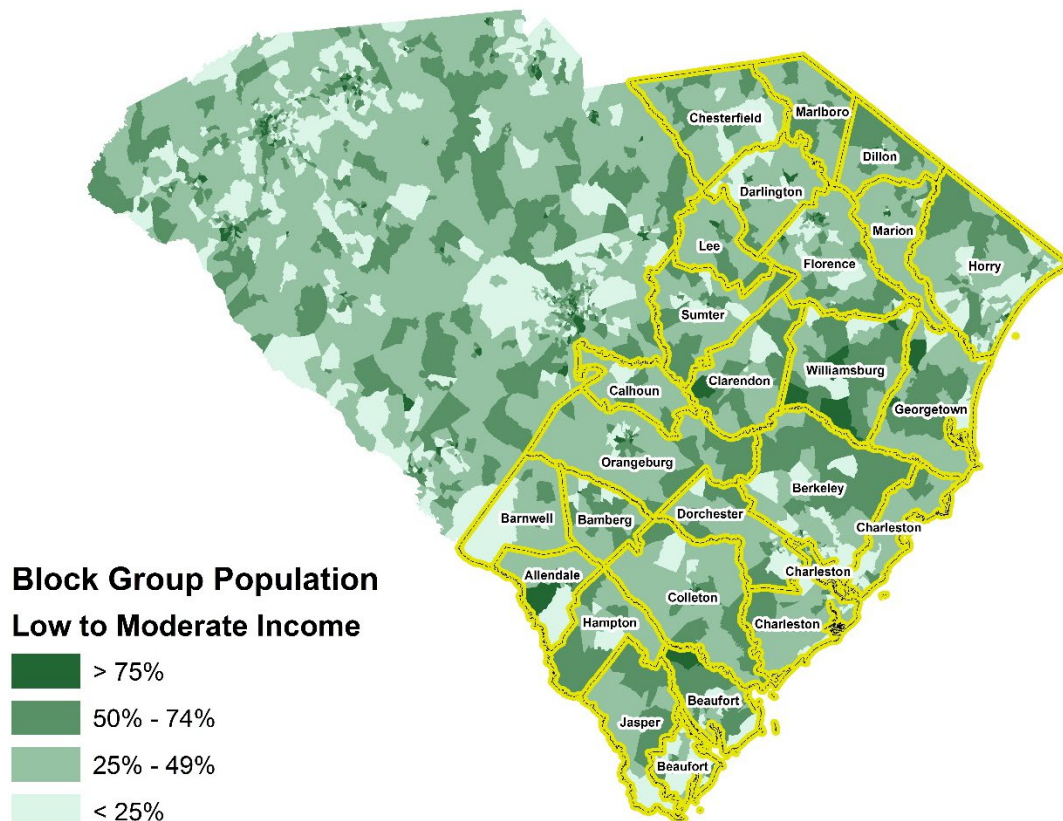 Chesterfield
Marlboro
Dillon
Darlington
Marion
Lee
Florence
Horry
Sumter
Williamsburg
Clarendon
Calhoun
Georgetown
Orangeburg
Berkeley
Barnwell
Bamberg
Dorchester
Charleston
Charleston
Allendale
Colleton
Hampton
Charleston
Beaufort
Jasper
Beaufort
Block Group Population
Low to Moderate Income
> 75%
50% - 74%
25% - 49%
< 25%